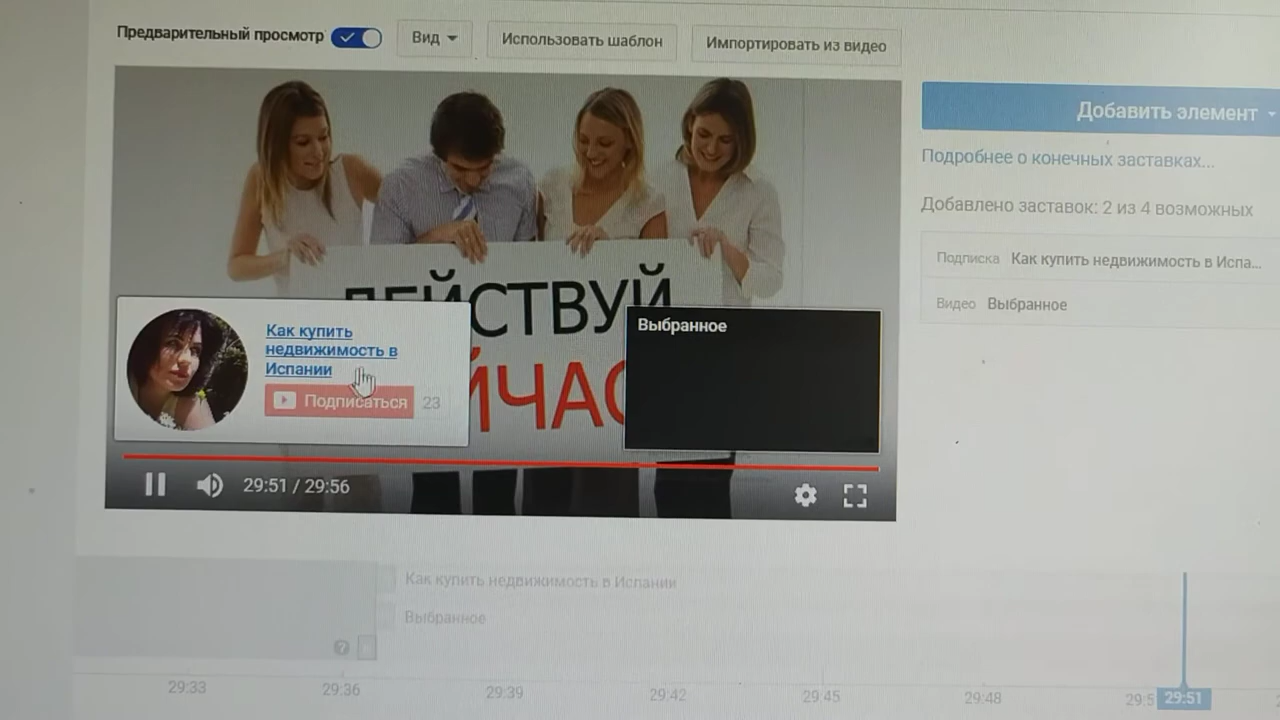 Предварительный просмотр
Вид
Использовать шаблон
Импортировать из видео
Добавить элемент
Подробнее о конечных заставках...
Добавлено заставок: 2 из 4 возможных
Подписка Как купить недвижимость в Испа...
Видео Выбранное
ДЕЙСТВУЙ
ЙЧАС
Как купить
недвижимость в
Испании
Подписаться 23
Выбранное
29:51 / 29:56
Как купить недвижимость в Испании
Выбранное
?
29:33 29:36 29:39 29:42 29:45 29:48 29:5 29:51